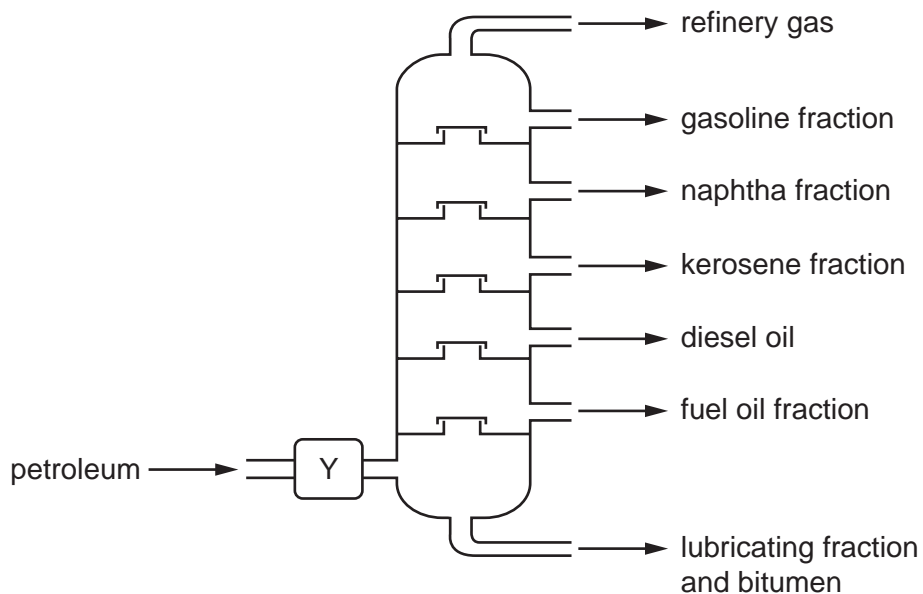 refinery gas
gasoline fraction
naphtha fraction
kerosene fraction
diesel oil
fuel oil fraction
petroleum
Y
lubricating fraction
and bitumen